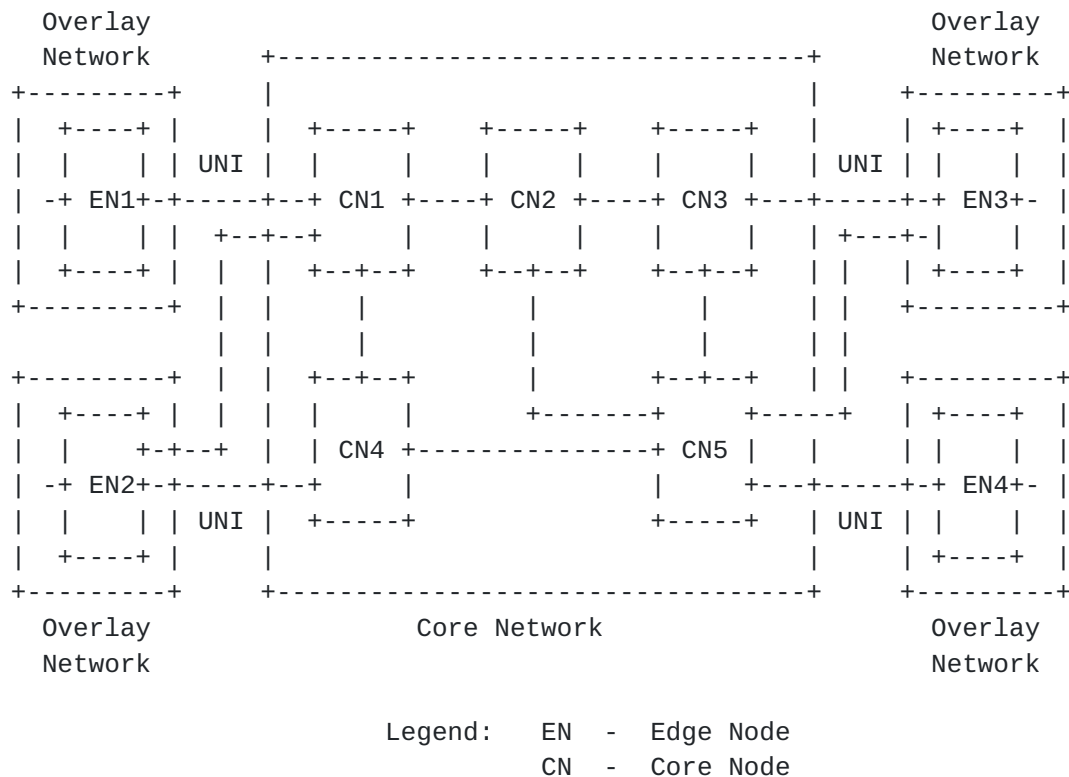 Overlay Overlay
Network Network
UNI UNI
EN1 CN1 CN2 CN3 EN3
CN4 CN5
EN2 EN4
UNI UNI
Overlay Core Network Overlay
Network Network
Legend: EN - Edge Node
CN - Core Node